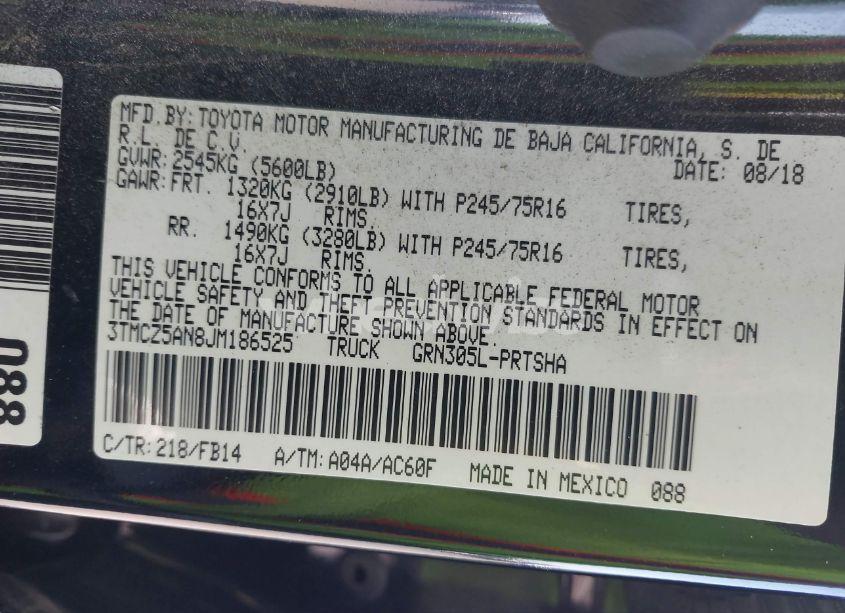 MFD. BY: TOYOTA MOTOR MANUFACTURING DE BAJA CALIFORNIA, S. DE
R.L. DE C.V. DATE: 08/18
GVWR: 2545KG (5600LB)
GAWR: FRT. 1320KG (2910LB) WITH P245/75R16 TIRES,
16X7J RIMS.
RR. 1490KG (3280LB) WITH P245/75R16 TIRES,
16X7J RIMS.
THIS VEHICLE CONFORMS TO ALL APPLICABLE FEDERAL MOTOR
VEHICLE SAFETY AND THEFT PREVENTION STANDARDS IN EFFECT ON
THE DATE OF MANUFACTURE SHOWN ABOVE.
3TMCZ5AN8JM186525 TRUCK GRN305L-PRTSHA
C/TR: 218/FB14 A/TM: A04A/AC60F MADE IN MEXICO 088
088